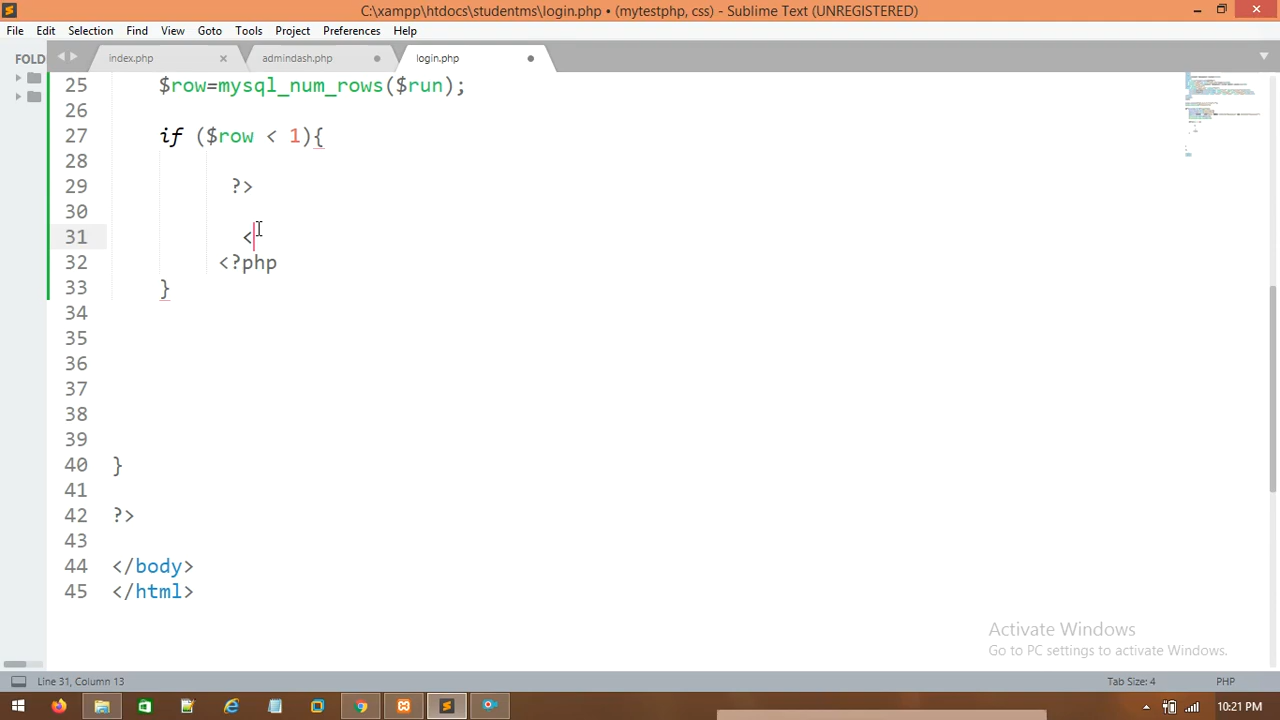 C:\xampp\htdocs\studentms\login.php • (mytestphp, css) - Sublime Text (UNREGISTERED)
File Edit Selection Find View Goto Tools Project Preferences Help
FOLD index.php admindash.php login.php
25 $row=mysql_num_rows($run);
26
27 if ($row < 1){
28
29 ?>
30
31 <
32 <?php
33 }
34
35
36
37
38
39
40 }
41
42 ?>
43
44 </body>
45 </html>
Activate Windows
Go to PC settings to activate Windows.
Line 31, Column 13 Tab Size: 4 PHP
10:21 PM